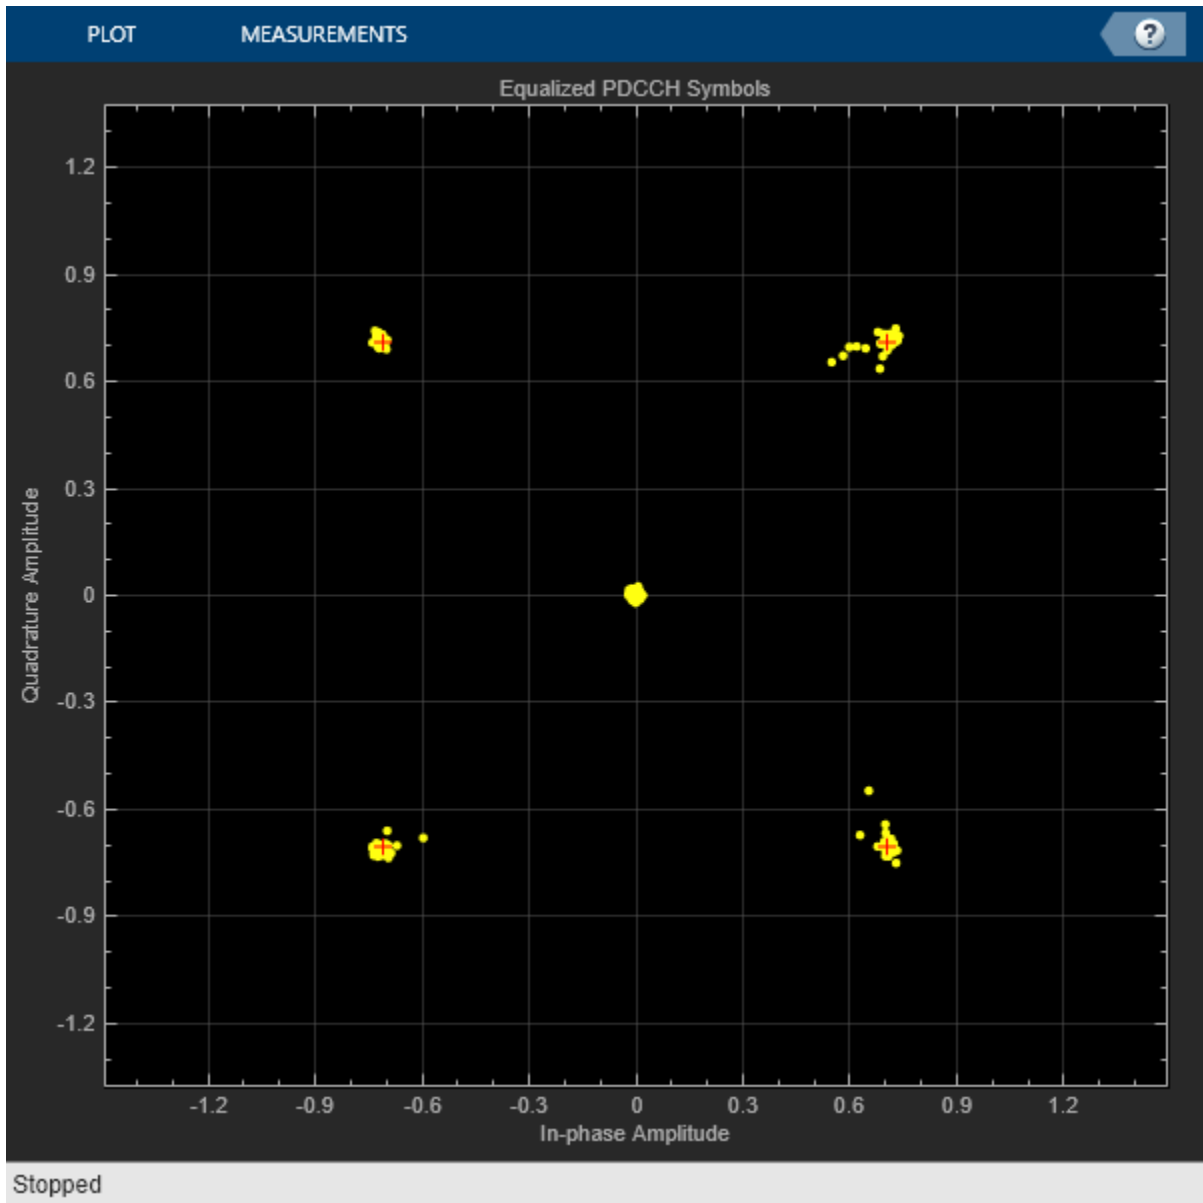 PLOT MEASUREMENTS ?
Equalized PDCCH Symbols
1.2
0.9
0.6
0.3
0
-0.3
-0.6
-0.9
-1.2
Quadrature Amplitude
-1.2 -0.9 -0.6 -0.3 0 0.3 0.6 0.9 1.2
In-phase Amplitude
Stopped